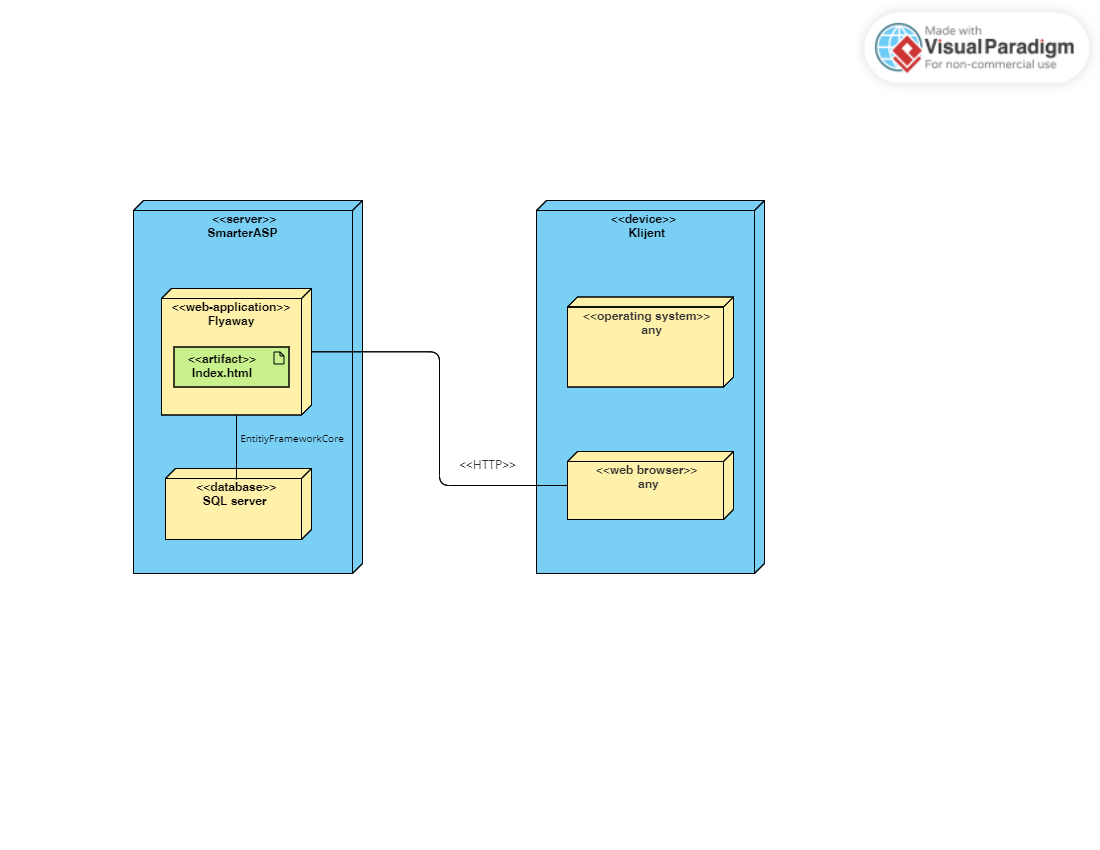 Made with
Visual Paradigm
For non-commercial use
<<server>>
SmarterASP
<<web-application>>
Flyaway
<<artifact>>
Index.html
EntitiyFrameworkCore
<<database>>
SQL server
<<HTTP>>
<<device>>
Klijent
<<operating system>>
any
<<web browser>>
any